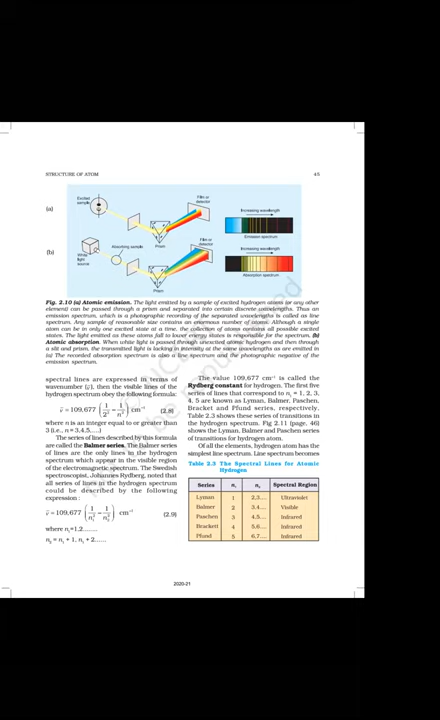 STRUCTURE OF ATOM
45
(a)
Excited
sample
Film or
detector
Prism
Increasing wavelength
Emission spectrum
(b)
White
light
source
Absorbing sample
Film or
detector
Prism
Increasing wavelength
Absorption spectrum
Fig. 2.10 (a) Atomic emission. The light emitted by a sample of excited hydrogen atoms (or any other
element) can be passed through a prism and separated into certain discrete wavelengths. Thus an
emission spectrum, which is a photographic recording of the separated wavelengths is called as line
spectrum. Any sample of reasonable size contains an enormous number of atoms. Although a single
atom can be in only one excited state at a time, the collection of atoms contains all possible excited
states. The light emitted as these atoms fall to lower energy states is responsible for the spectrum. (b)
Atomic absorption. When white light is passed through unexcited atomic hydrogen and then through
a slit and prism, the transmitted light is lacking in intensity at the same wavelengths as are emitted in
(a) The recorded absorption spectrum is also a line spectrum and the photographic negative of the
emission spectrum.
spectral lines are expressed in terms of
wavenumber (ν̄), then the visible lines of the
hydrogen spectrum obey the following formula:
ν̄ = 109,677 (1/2² − 1/n²) cm⁻¹ (2.8)
where n is an integer equal to or greater than
3 (i.e., n = 3,4,5,....)
The series of lines described by this formula
are called the Balmer series. The Balmer series
of lines are the only lines in the hydrogen
spectrum which appear in the visible region
of the electromagnetic spectrum. The Swedish
spectroscopist, Johannes Rydberg, noted that
all series of lines in the hydrogen spectrum
could be described by the following
expression :
ν̄ = 109,677 (1/n₁² − 1/n₂²) cm⁻¹ (2.9)
where n₁=1,2........
n₂ = n₁ + 1, n₁ + 2......
The value 109,677 cm⁻¹ is called the
Rydberg constant for hydrogen. The first five
series of lines that correspond to n₁ = 1, 2, 3,
4, 5 are known as Lyman, Balmer, Paschen,
Bracket and Pfund series, respectively,
Table 2.3 shows these series of transitions in
the hydrogen spectrum. Fig 2.11 (page, 46)
shows the Lyman, Balmer and Paschen series
of transitions for hydrogen atom.
Of all the elements, hydrogen atom has the
simplest line spectrum. Line spectrum becomes
Table 2.3 The Spectral Lines for Atomic
Hydrogen
Series n₁ n₂ Spectral Region
Lyman 1 2,3.... Ultraviolet
Balmer 2 3,4.... Visible
Paschen 3 4,5.... Infrared
Brackett 4 5,6.... Infrared
Pfund 5 6,7.... Infrared
2020-21